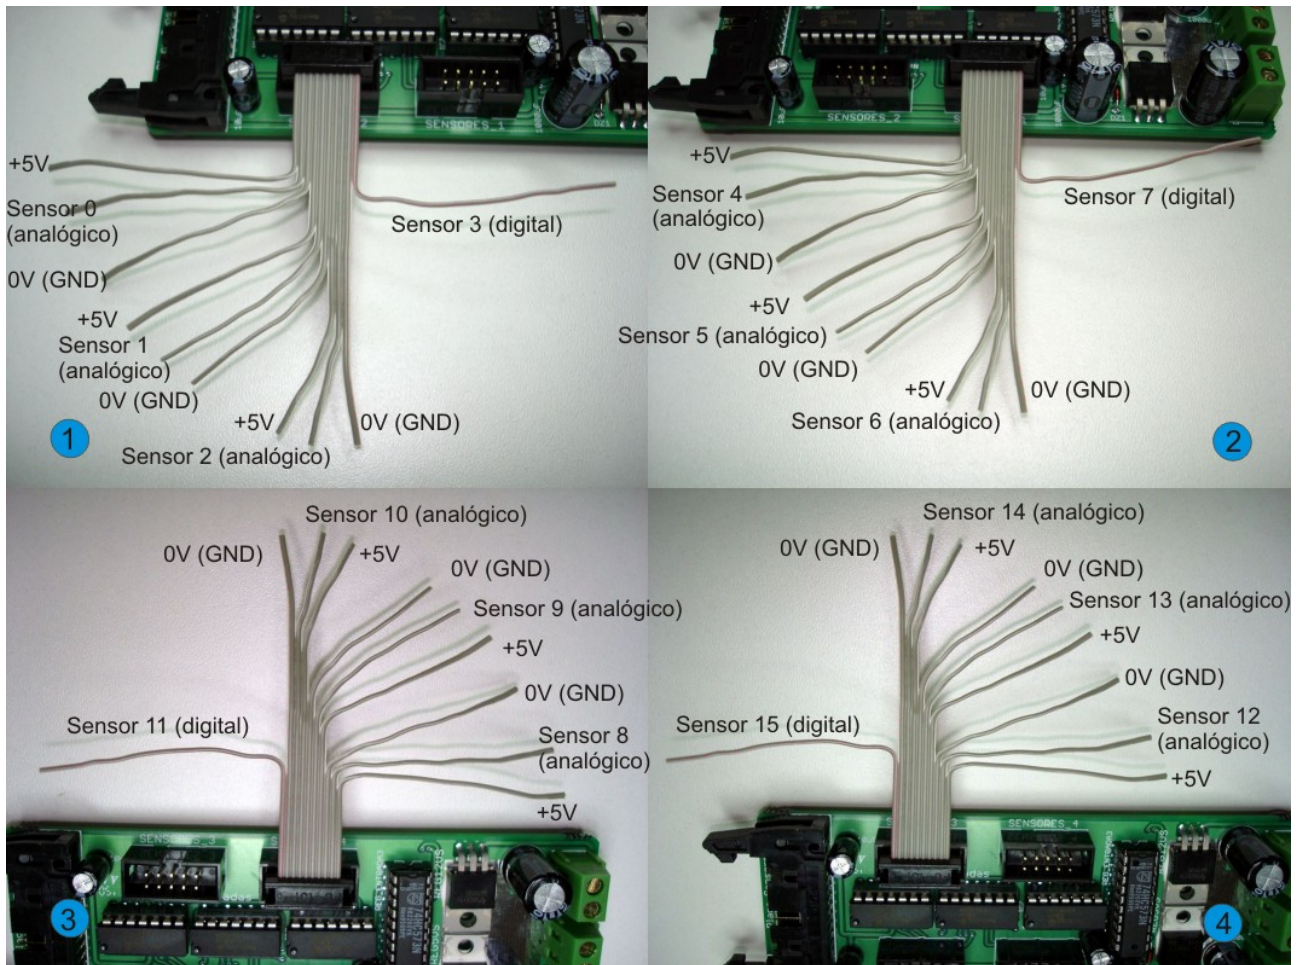 SENSORES_1
+5V
Sensor 0
(analógico)
0V (GND)
+5V
Sensor 1
(analógico)
0V (GND)
+5V
Sensor 2 (analógico)
0V (GND)
Sensor 3 (digital)
1
SENSORES_2
DZ1
+5V
Sensor 4
(analógico)
0V (GND)
+5V
Sensor 5 (analógico)
0V (GND)
+5V
Sensor 6 (analógico)
0V (GND)
Sensor 7 (digital)
2
Sensor 10 (analógico)
0V (GND)
+5V
0V (GND)
Sensor 9 (analógico)
+5V
0V (GND)
Sensor 11 (digital)
Sensor 8
(analógico)
+5V
SENSORES_3
74HC573N
3
Sensor 14 (analógico)
0V (GND)
+5V
0V (GND)
Sensor 13 (analógico)
+5V
0V (GND)
Sensor 15 (digital)
Sensor 12
(analógico)
+5V
SENSORES_4
74HC573N
4